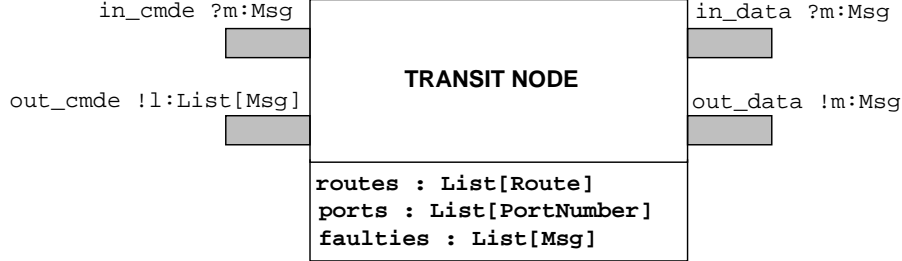 in_cmde ?m:Msg
in_data ?m:Msg
TRANSIT NODE
out_cmde !l:List[Msg]
out_data !m:Msg
routes : List[Route]
ports : List[PortNumber]
faulties : List[Msg]